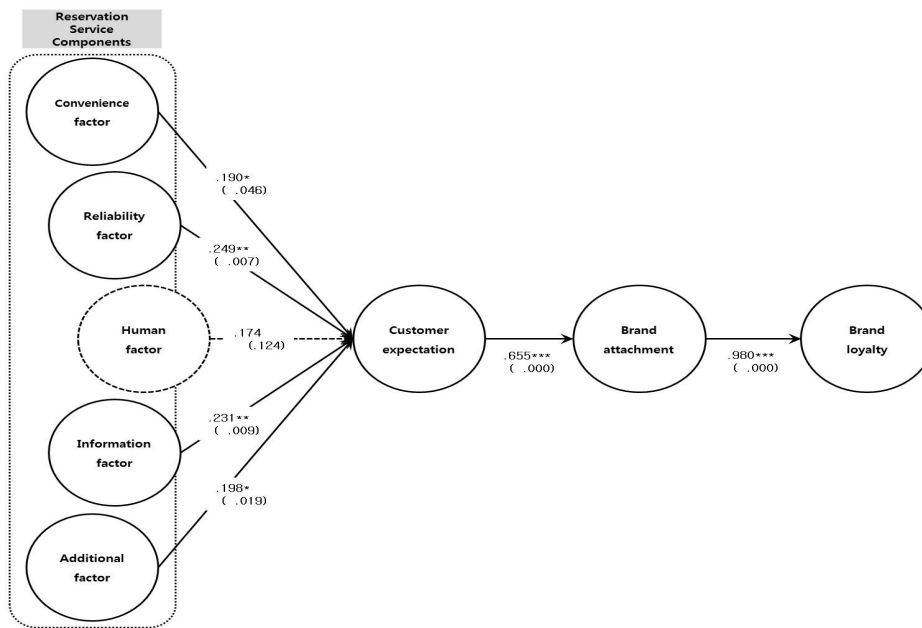 Reservation
Service
Components
Convenience
factor
.190*
( .046)
Reliability
factor
.249**
( .007)
Human
factor
.174
(.124)
Customer
expectation
.655***
( .000)
Brand
attachment
.980***
( .000)
Brand
loyalty
Information
factor
.231**
( .009)
Additional
factor
.198*
( .019)